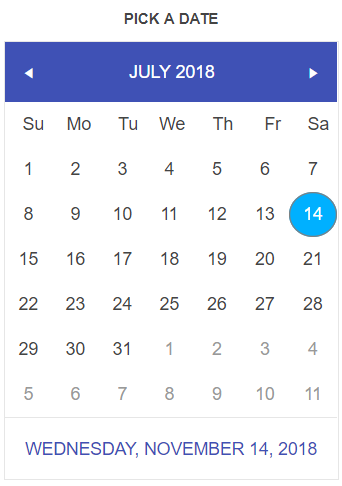 PICK A DATE
JULY 2018
Su Mo Tu We Th Fr Sa
1 2 3 4 5 6 7
8 9 10 11 12 13 14
15 16 17 18 19 20 21
22 23 24 25 26 27 28
29 30 31 1 2 3 4
5 6 7 8 9 10 11
WEDNESDAY, NOVEMBER 14, 2018